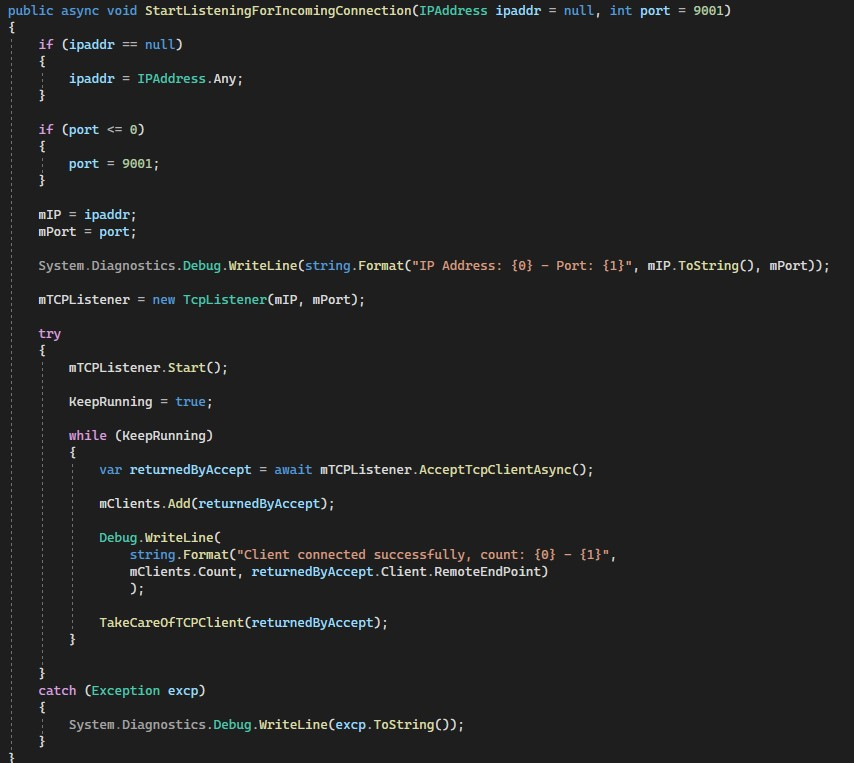 public async void StartListeningForIncomingConnection(IPAddress ipaddr = null, int port = 9001)
{
    if (ipaddr == null)
    {
        ipaddr = IPAddress.Any;
    }

    if (port <= 0)
    {
        port = 9001;
    }

    mIP = ipaddr;
    mPort = port;

    System.Diagnostics.Debug.WriteLine(string.Format("IP Address: {0} - Port: {1}", mIP.ToString(), mPort));

    mTCPListener = new TcpListener(mIP, mPort);

    try
    {
        mTCPListener.Start();

        KeepRunning = true;

        while (KeepRunning)
        {
            var returnedByAccept = await mTCPListener.AcceptTcpClientAsync();

            mClients.Add(returnedByAccept);

            Debug.WriteLine(
                string.Format("Client connected successfully, count: {0} - {1}",
                mClients.Count, returnedByAccept.Client.RemoteEndPoint)
                );

            TakeCareOfTCPClient(returnedByAccept);
        }

    }
    catch (Exception excp)
    {
        System.Diagnostics.Debug.WriteLine(excp.ToString());
    }
}